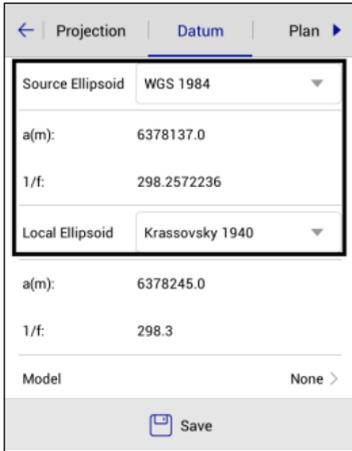 Projection Datum Plan
Source Ellipsoid WGS 1984
a(m): 6378137.0
1/f: 298.2572236
Local Ellipsoid Krassovsky 1940
a(m): 6378245.0
1/f: 298.3
Model None
Save